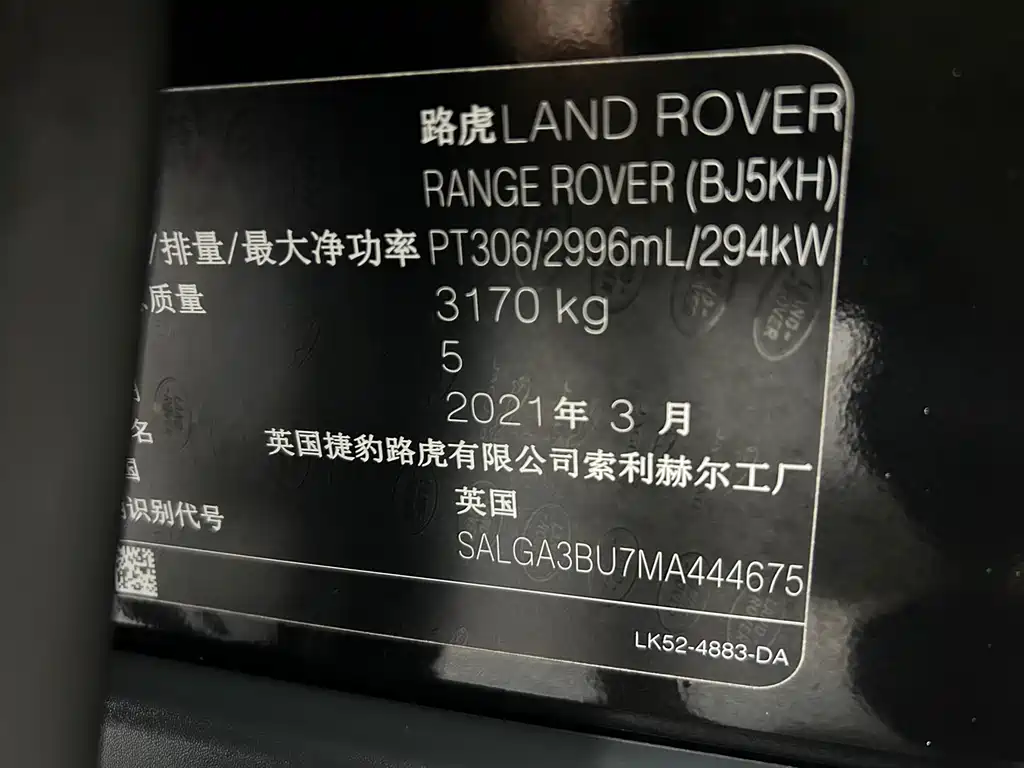 路虎LAND ROVER
RANGE ROVER (BJ5KH)
/排量/最大净功率 PT306/2996mL/294kW
质量 3170 kg
5
2021年 3 月
名 英国捷豹路虎有限公司索利赫尔工厂
国 英国
识别代号 SALGA3BU7MA444675
LK52-4883-DA